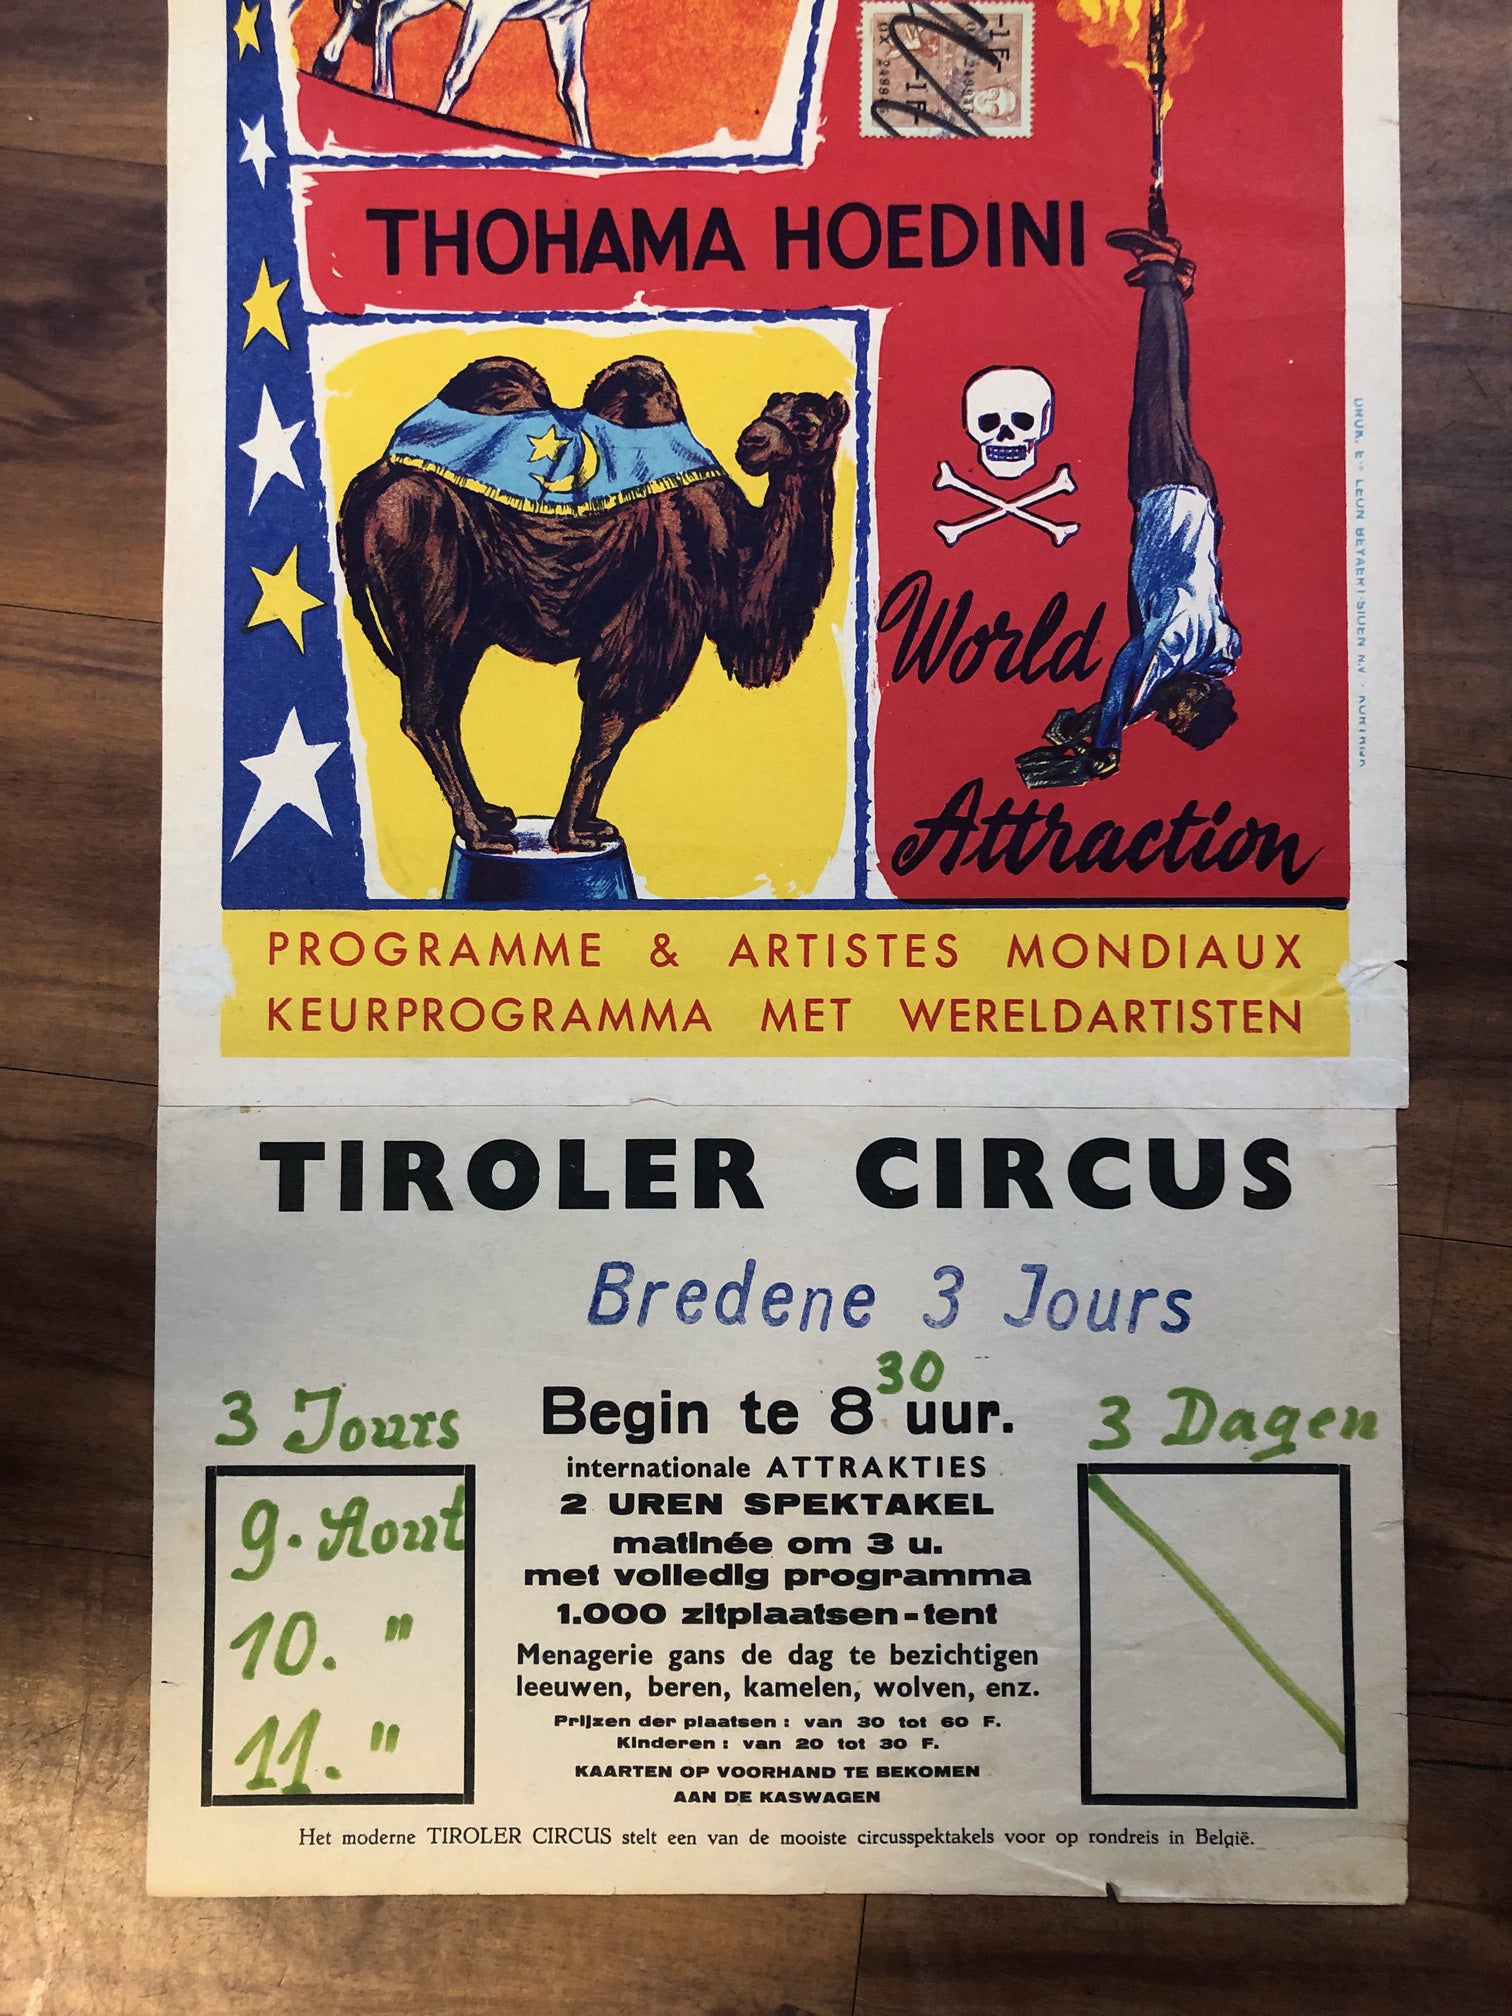 -1F-
-1F-
THOHAMA HOEDINI
World
Attraction
PROGRAMME & ARTISTES MONDIAUX
KEURPROGRAMMA MET WERELDARTISTEN
TIROLER CIRCUS
Bredene 3 Jours
3 Jours
9. Aout
10. "
11. "
Begin te 8 30 uur.
internationale ATTRAKTIES
2 UREN SPEKTAKEL
matinée om 3 u.
met volledig programma
1.000 zitplaatsen-tent
Menagerie gans de dag te bezichtigen
leeuwen, beren, kamelen, wolven, enz.
Prijzen der plaatsen : van 30 tot 60 F.
Kinderen : van 20 tot 30 F.
KAARTEN OP VOORHAND TE BEKOMEN
AAN DE KASWAGEN
3 Dagen
Het moderne TIROLER CIRCUS stelt een van de mooiste circusspektakels voor op rondreis in België.